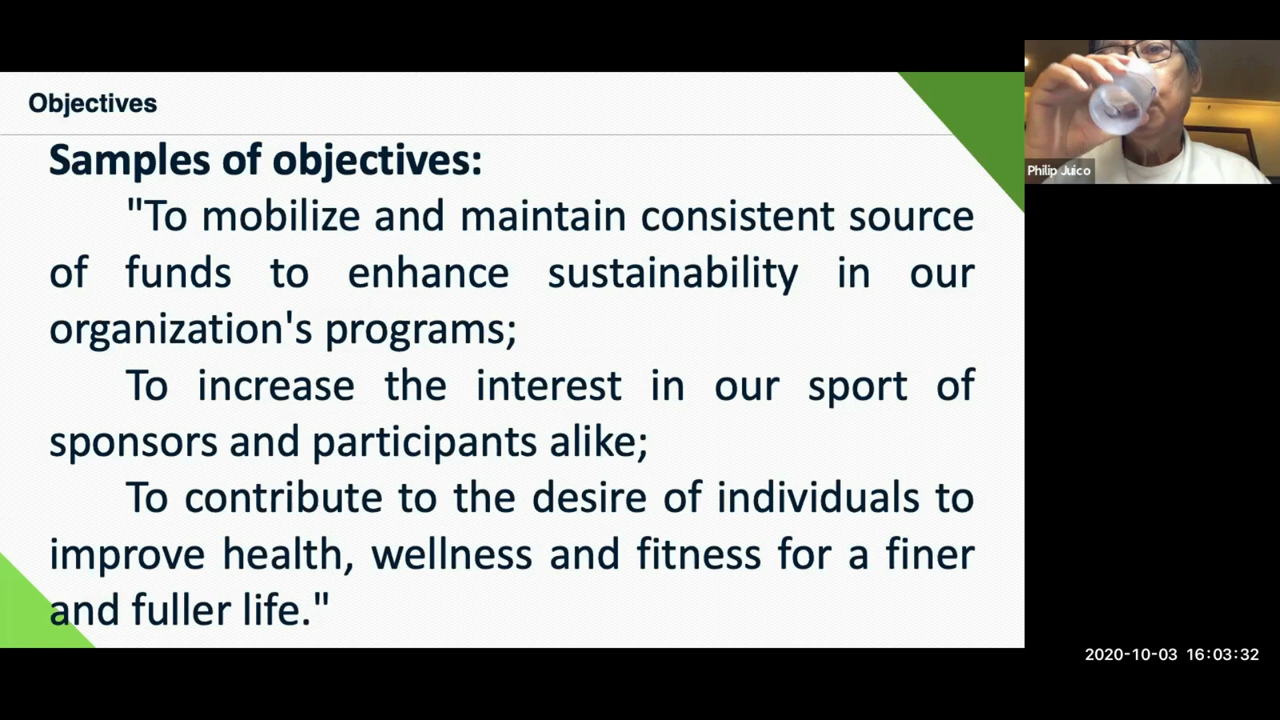 Objectives
Samples of objectives:
"To mobilize and maintain consistent source
of funds to enhance sustainability in our
organization's programs;
To increase the interest in our sport of
sponsors and participants alike;
To contribute to the desire of individuals to
improve health, wellness and fitness for a finer
and fuller life."
Philip Juico
2020-10-03 16:03:32